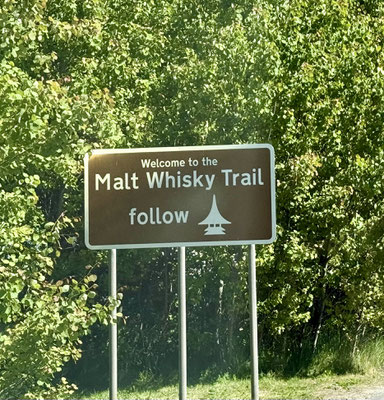 Welcome to the
Malt Whisky Trail
follow